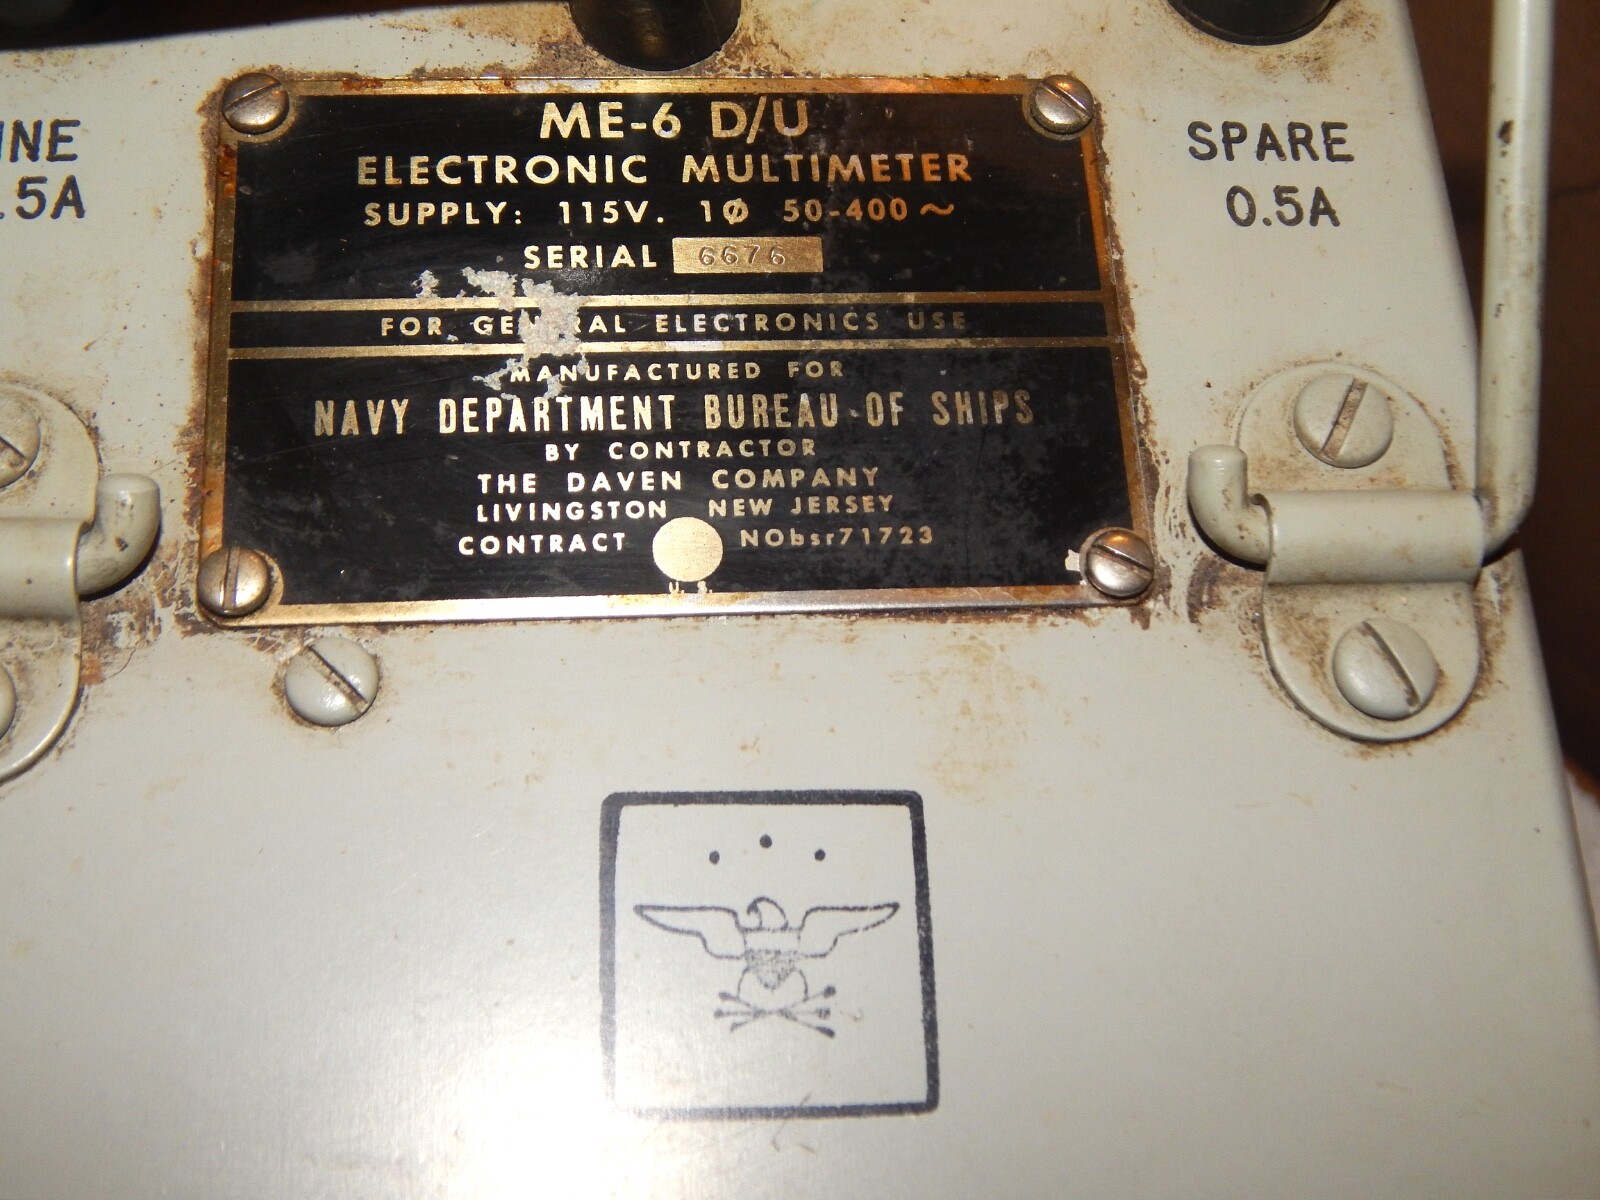 ME-6 D/U
ELECTRONIC MULTIMETER
SUPPLY: 115V. 1Ø 50-400~
SERIAL 6676
FOR GENERAL ELECTRONICS USE
MANUFACTURED FOR
NAVY DEPARTMENT BUREAU OF SHIPS
BY CONTRACTOR
THE DAVEN COMPANY
LIVINGSTON NEW JERSEY
CONTRACT NObsr71723
U.S.
INE
.5A
SPARE
0.5A